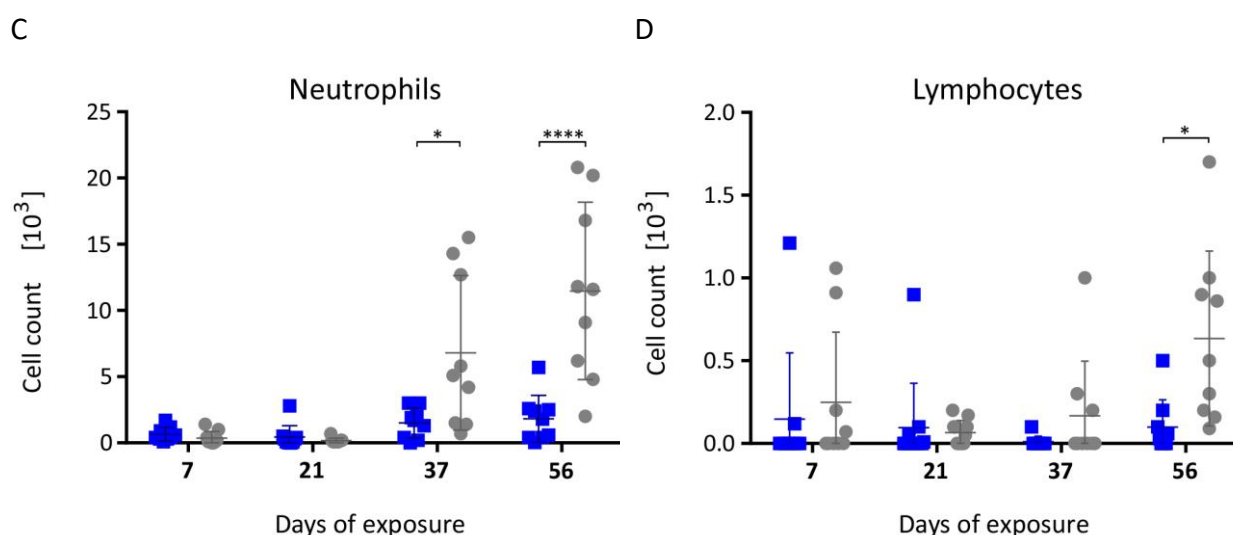 C
Neutrophils
Cell count [10³]
25
20
15
10
5
0
*
****
7 21 37 56
Days of exposure
D
Lymphocytes
Cell count [10³]
2.0
1.5
1.0
0.5
0.0
*
7 21 37 56
Days of exposure